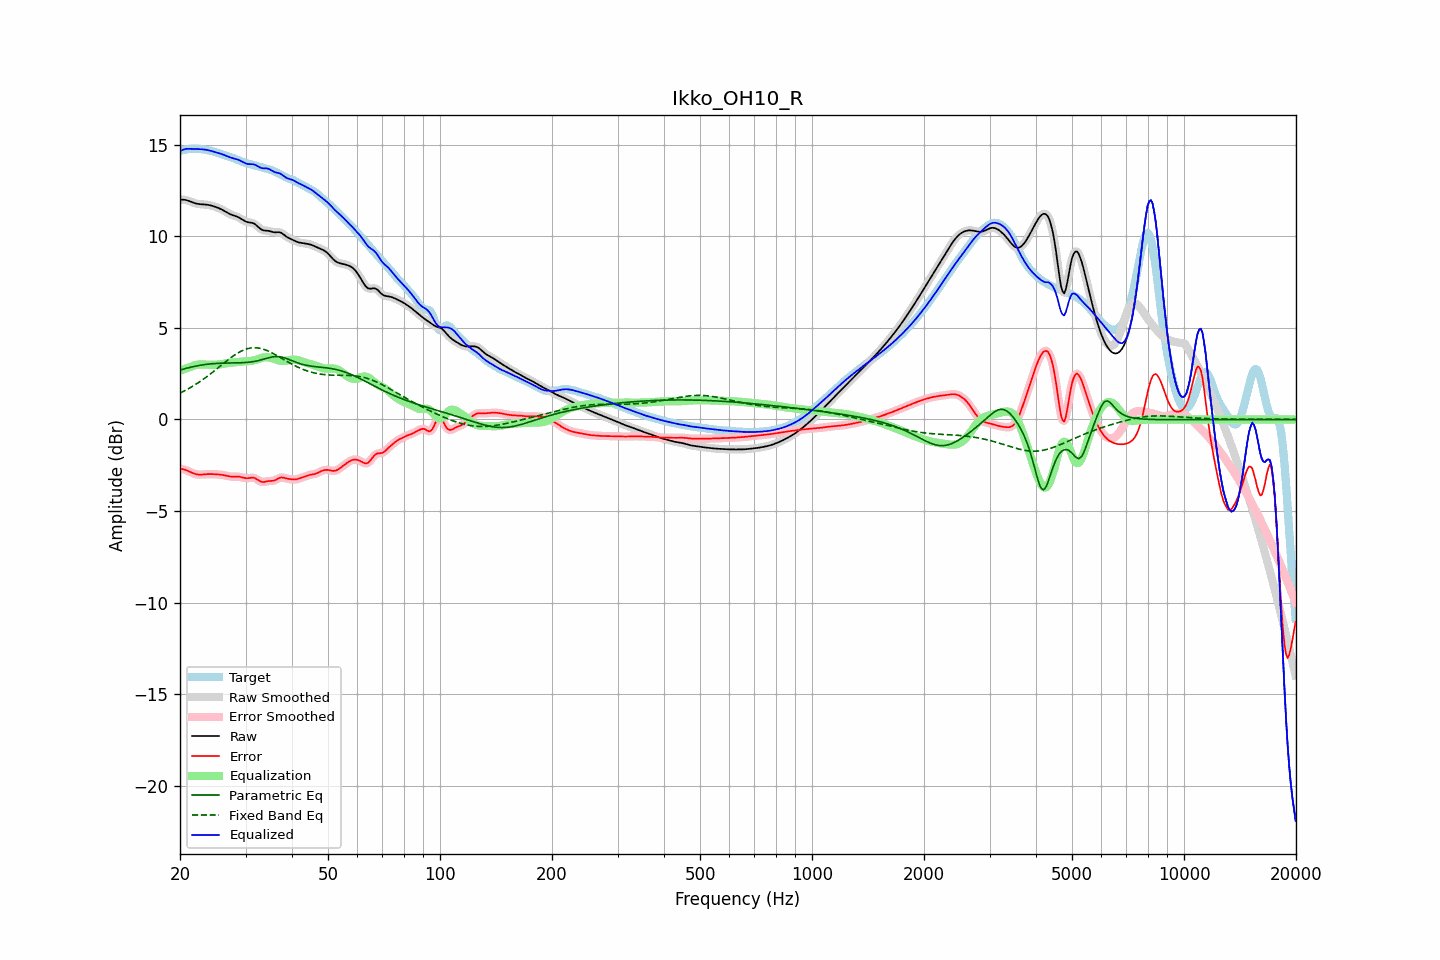 Ikko_OH10_R
Amplitude (dBr)
15
10
5
0
−5
−10
−15
−20
Target
Raw Smoothed
Error Smoothed
Raw
Error
Equalization
Parametric Eq
Fixed Band Eq
Equalized
20
50
100
200
500
1000
2000
5000
10000
20000
Frequency (Hz)